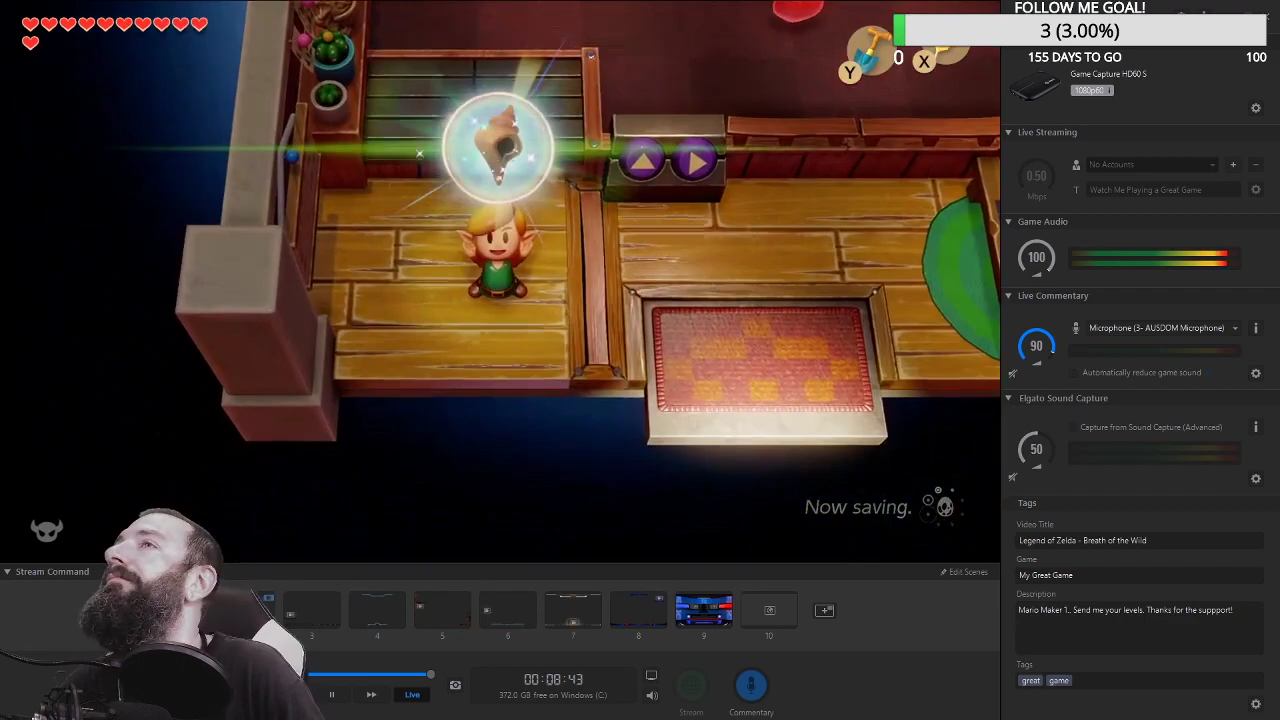 FOLLOW ME GOAL!
3 (3.00%)
155 DAYS TO GO
100
Y
0
X
Game Capture HD60 S
1080p60
Live Streaming
0.50
Mbps
No Accounts
Watch Me Playing a Great Game
Game Audio
100
Live Commentary
90
Microphone (3- AUSDOM Microphone)
Automatically reduce game sound
Elgato Sound Capture
50
Capture from Sound Capture (Advanced)
Now saving.
Tags
Video Title
Legend of Zelda - Breath of the Wild
Game
My Great Game
Description
Mario Maker 1.. Send me your levels. Thanks for the suppport!
Tags
great
game
Stream Command
Edit Scenes
3
4
5
6
7
8
9
10
Live
00:08:43
372.0 GB free on Windows (C:)
Stream
Commentary